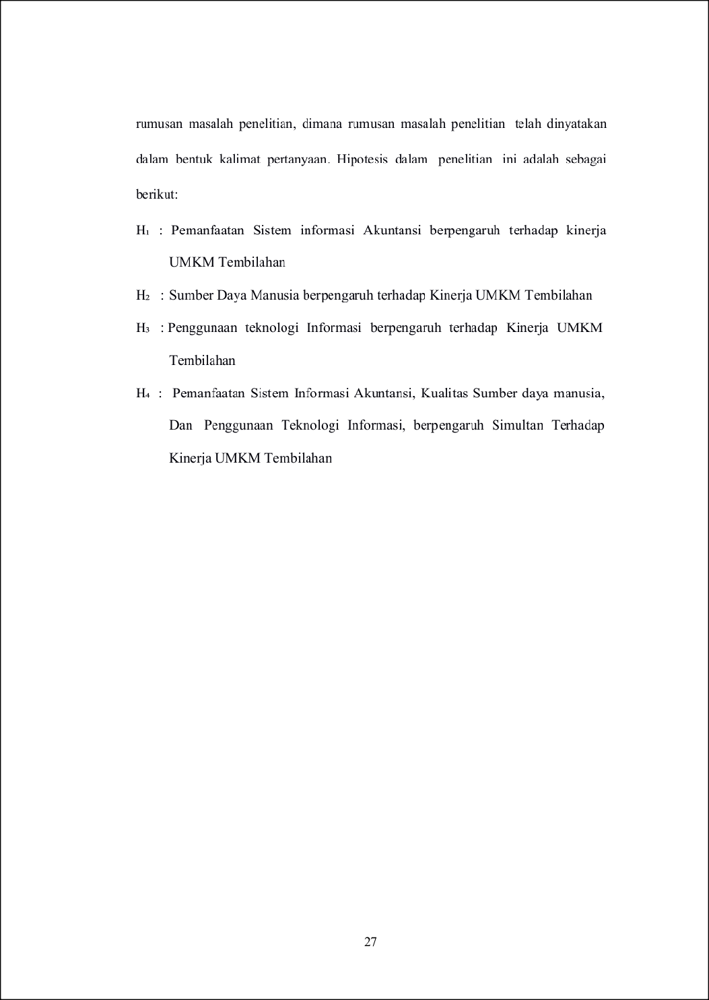 rumusan masalah penelitian, dimana rumusan masalah penelitian telah dinyatakan
dalam bentuk kalimat pertanyaan. Hipotesis dalam penelitian ini adalah sebagai
berikut:
H₁ : Pemanfaatan Sistem informasi Akuntansi berpengaruh terhadap kinerja
UMKM Tembilahan
H₂ : Sumber Daya Manusia berpengaruh terhadap Kinerja UMKM Tembilahan
H₃ : Penggunaan teknologi Informasi berpengaruh terhadap Kinerja UMKM
Tembilahan
H₄ : Pemanfaatan Sistem Informasi Akuntansi, Kualitas Sumber daya manusia,
Dan Penggunaan Teknologi Informasi, berpengaruh Simultan Terhadap
Kinerja UMKM Tembilahan
27